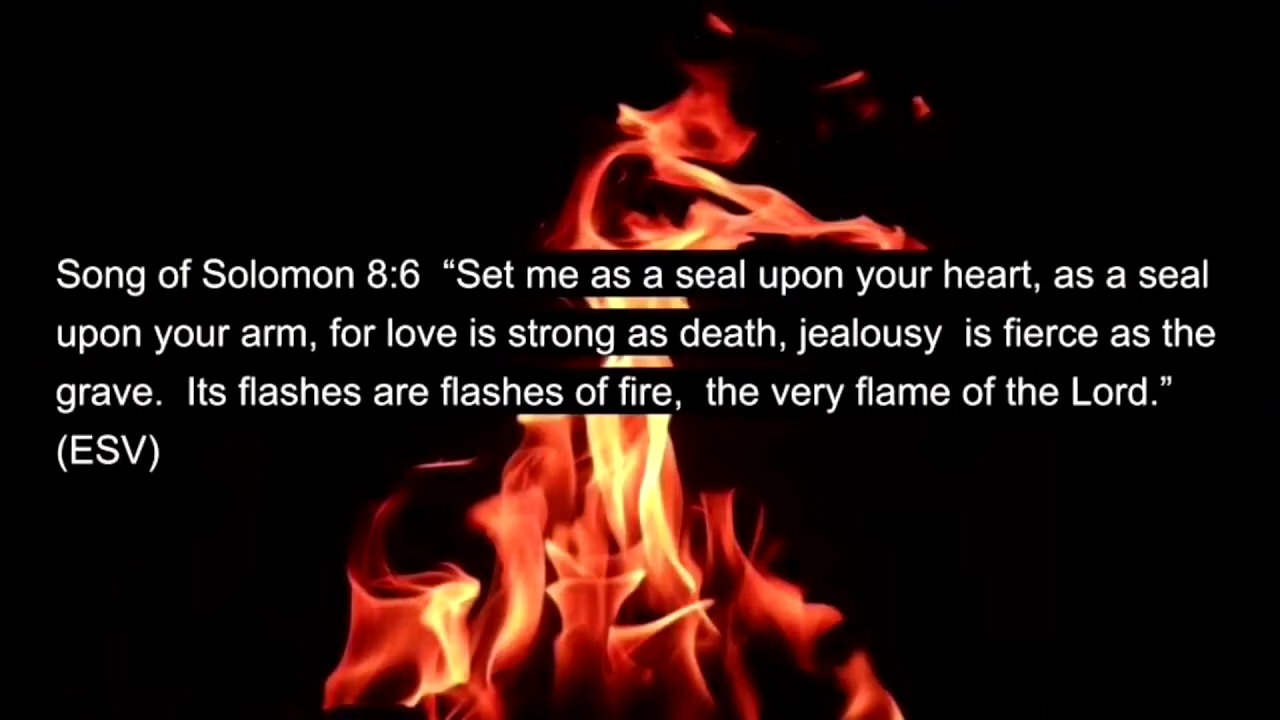 Song of Solomon 8:6  “Set me as a seal upon your heart, as a seal
upon your arm, for love is strong as death, jealousy  is fierce as the
grave.  Its flashes are flashes of fire,  the very flame of the Lord.”
(ESV)